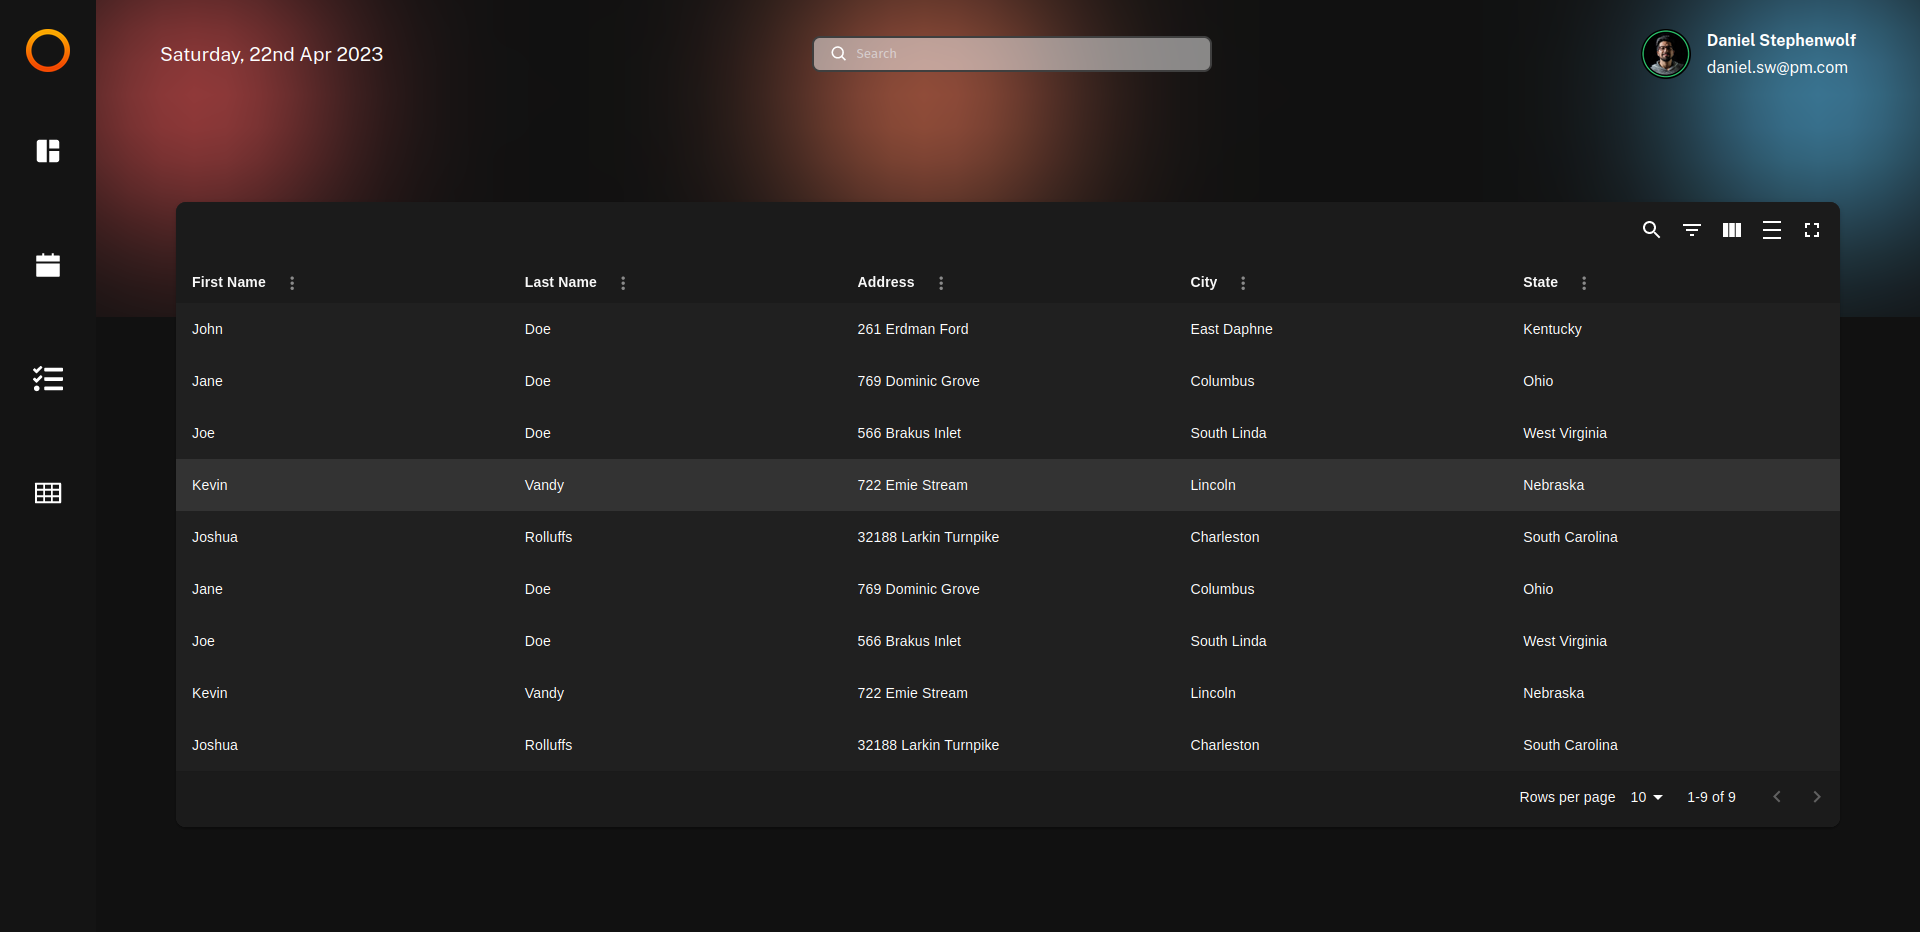 Saturday, 22nd Apr 2023
Search
Daniel Stephenwolf
daniel.sw@pm.com
First Name Last Name Address City State
John Doe 261 Erdman Ford East Daphne Kentucky
Jane Doe 769 Dominic Grove Columbus Ohio
Joe Doe 566 Brakus Inlet South Linda West Virginia
Kevin Vandy 722 Emie Stream Lincoln Nebraska
Joshua Rolluffs 32188 Larkin Turnpike Charleston South Carolina
Jane Doe 769 Dominic Grove Columbus Ohio
Joe Doe 566 Brakus Inlet South Linda West Virginia
Kevin Vandy 722 Emie Stream Lincoln Nebraska
Joshua Rolluffs 32188 Larkin Turnpike Charleston South Carolina
Rows per page 10 1-9 of 9